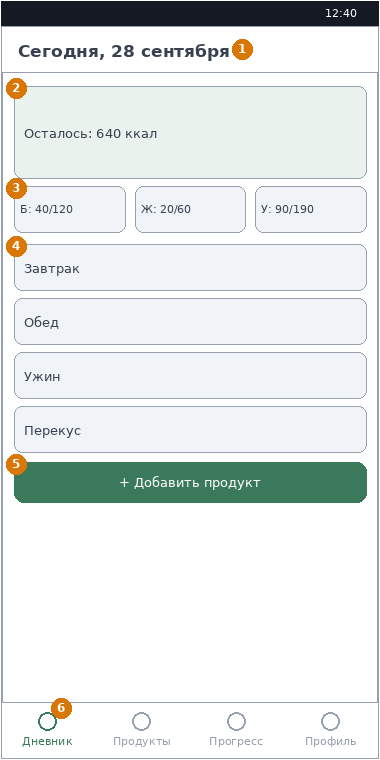 12:40
Сегодня, 28 сентября 1
2
Осталось: 640 ккал
3
Б: 40/120 Ж: 20/60 У: 90/190
4
Завтрак
Обед
Ужин
Перекус
5
+ Добавить продукт
6
Дневник Продукты Прогресс Профиль